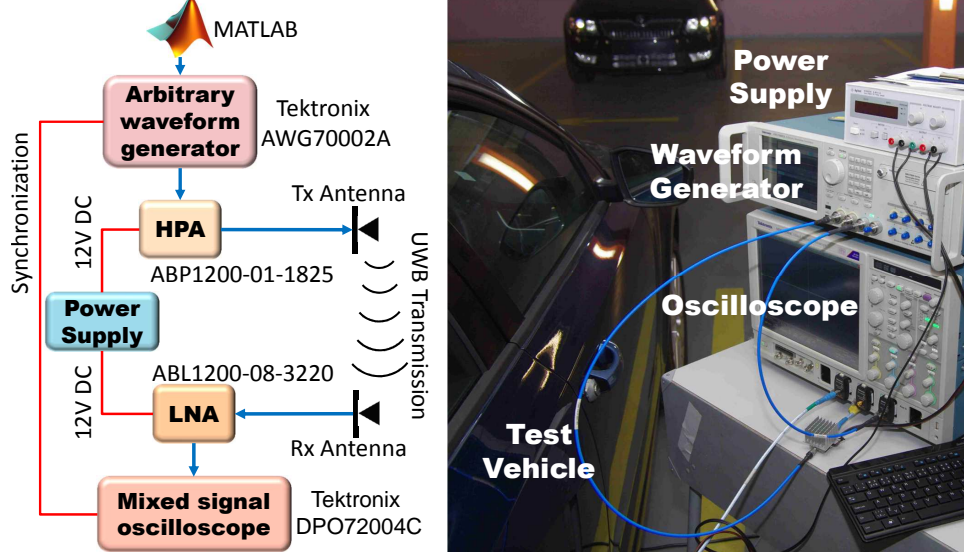 MATLAB
Arbitrary
waveform
generator
Tektronix
AWG70002A
Synchronization
12V DC
HPA
Tx Antenna
ABP1200-01-1825
UWB Transmission
Power
Supply
12V DC
ABL1200-08-3220
LNA
Rx Antenna
Mixed signal
oscilloscope
Tektronix
DPO72004C
Power
Supply
Waveform
Generator
Oscilloscope
Test
Vehicle